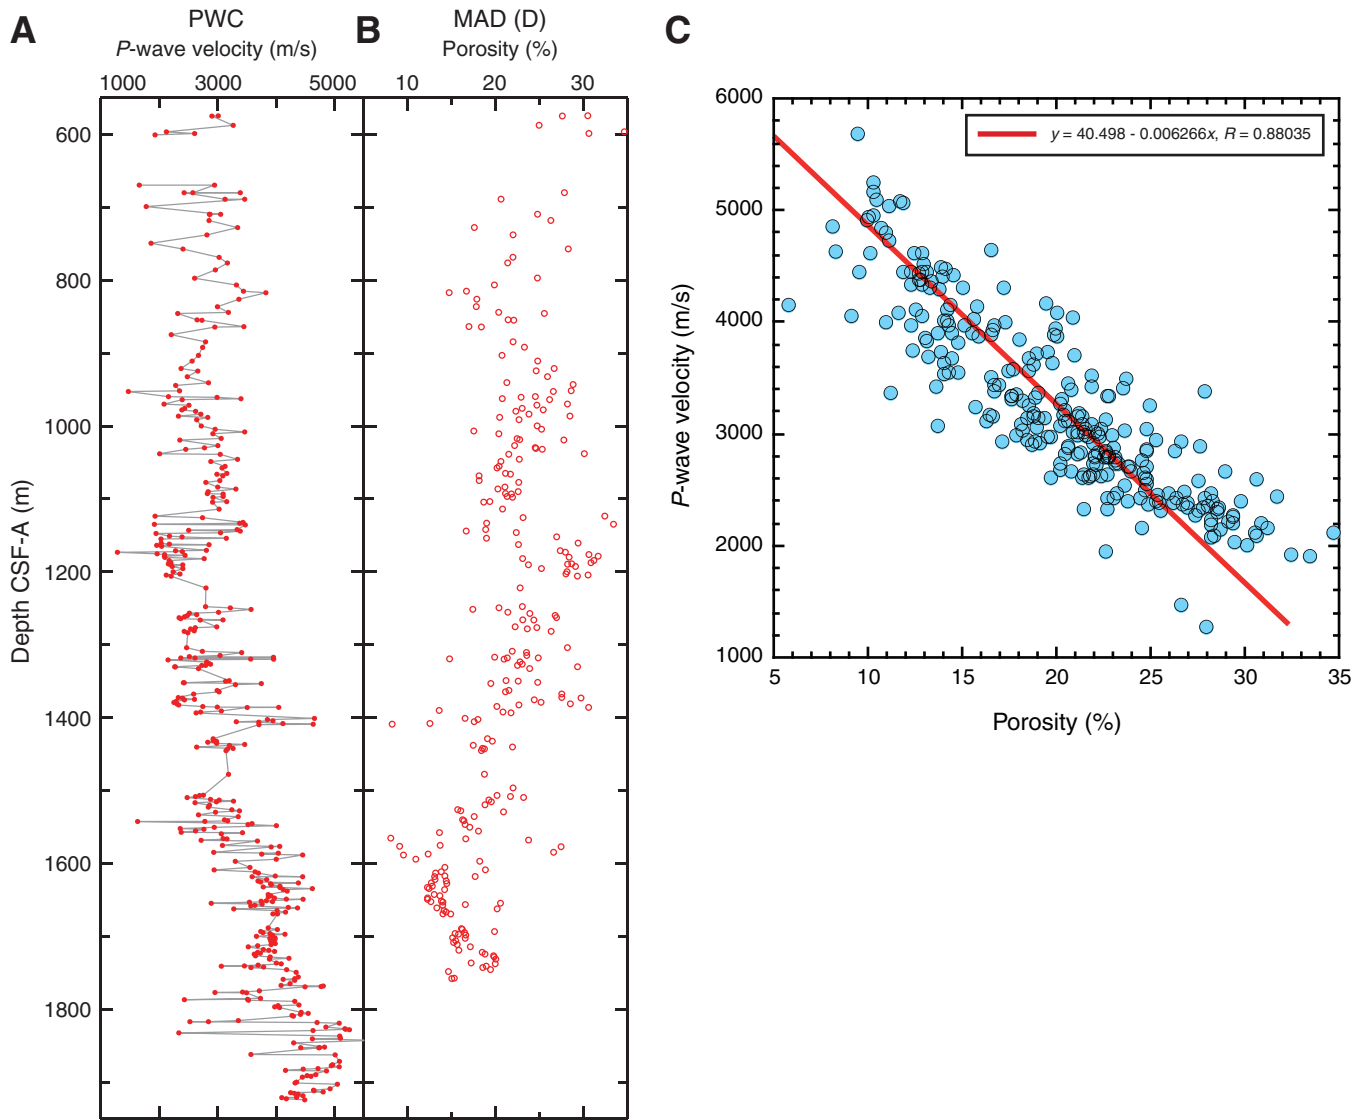 A
PWC
P-wave velocity (m/s)
1000 3000 5000
B
MAD (D)
Porosity (%)
10 20 30
Depth CSF-A (m)
600
800
1000
1200
1400
1600
1800
C
y = 40.498 - 0.006266x, R = 0.88035
P-wave velocity (m/s)
6000
5000
4000
3000
2000
1000
5 10 15 20 25 30 35
Porosity (%)